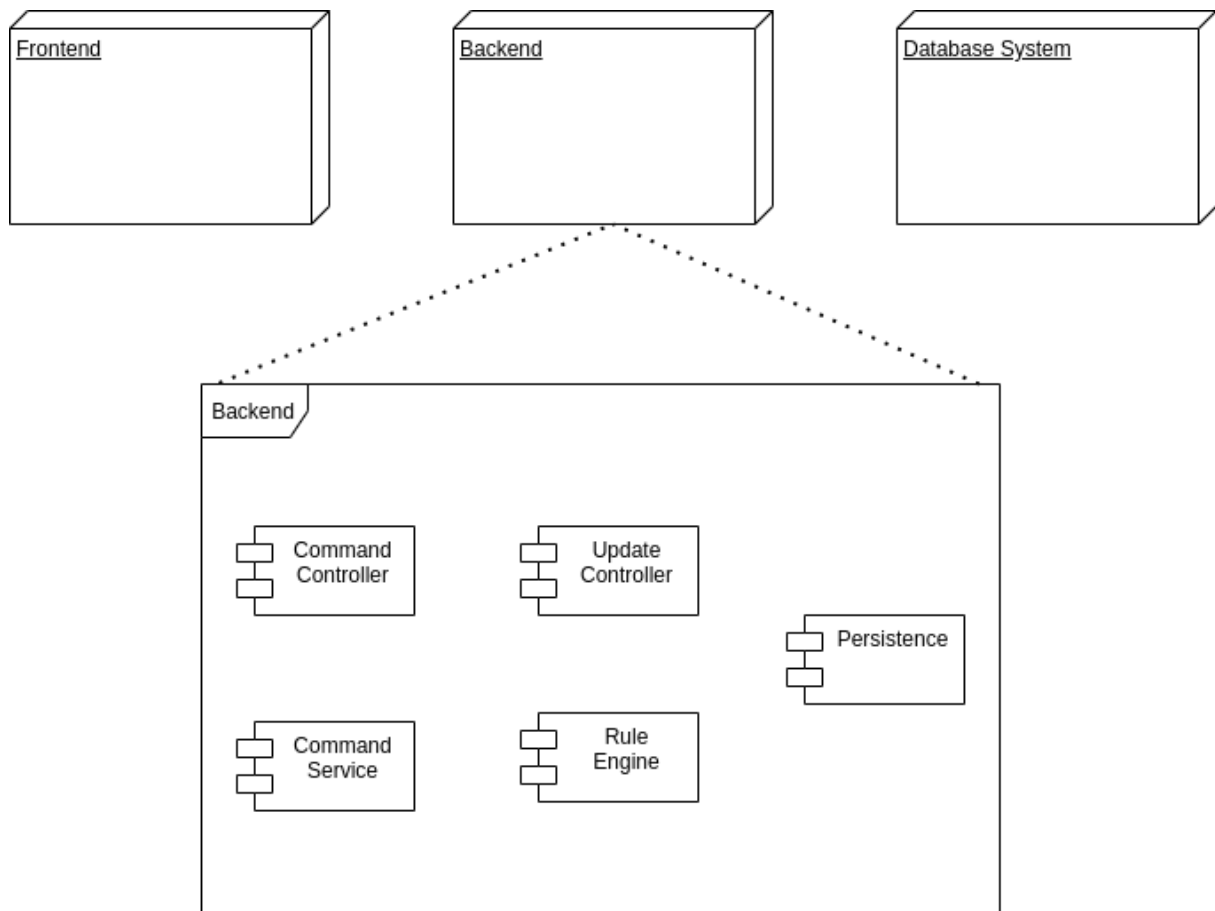 Frontend
Backend
Database System
Backend
Command
Controller
Update
Controller
Persistence
Command
Service
Rule
Engine